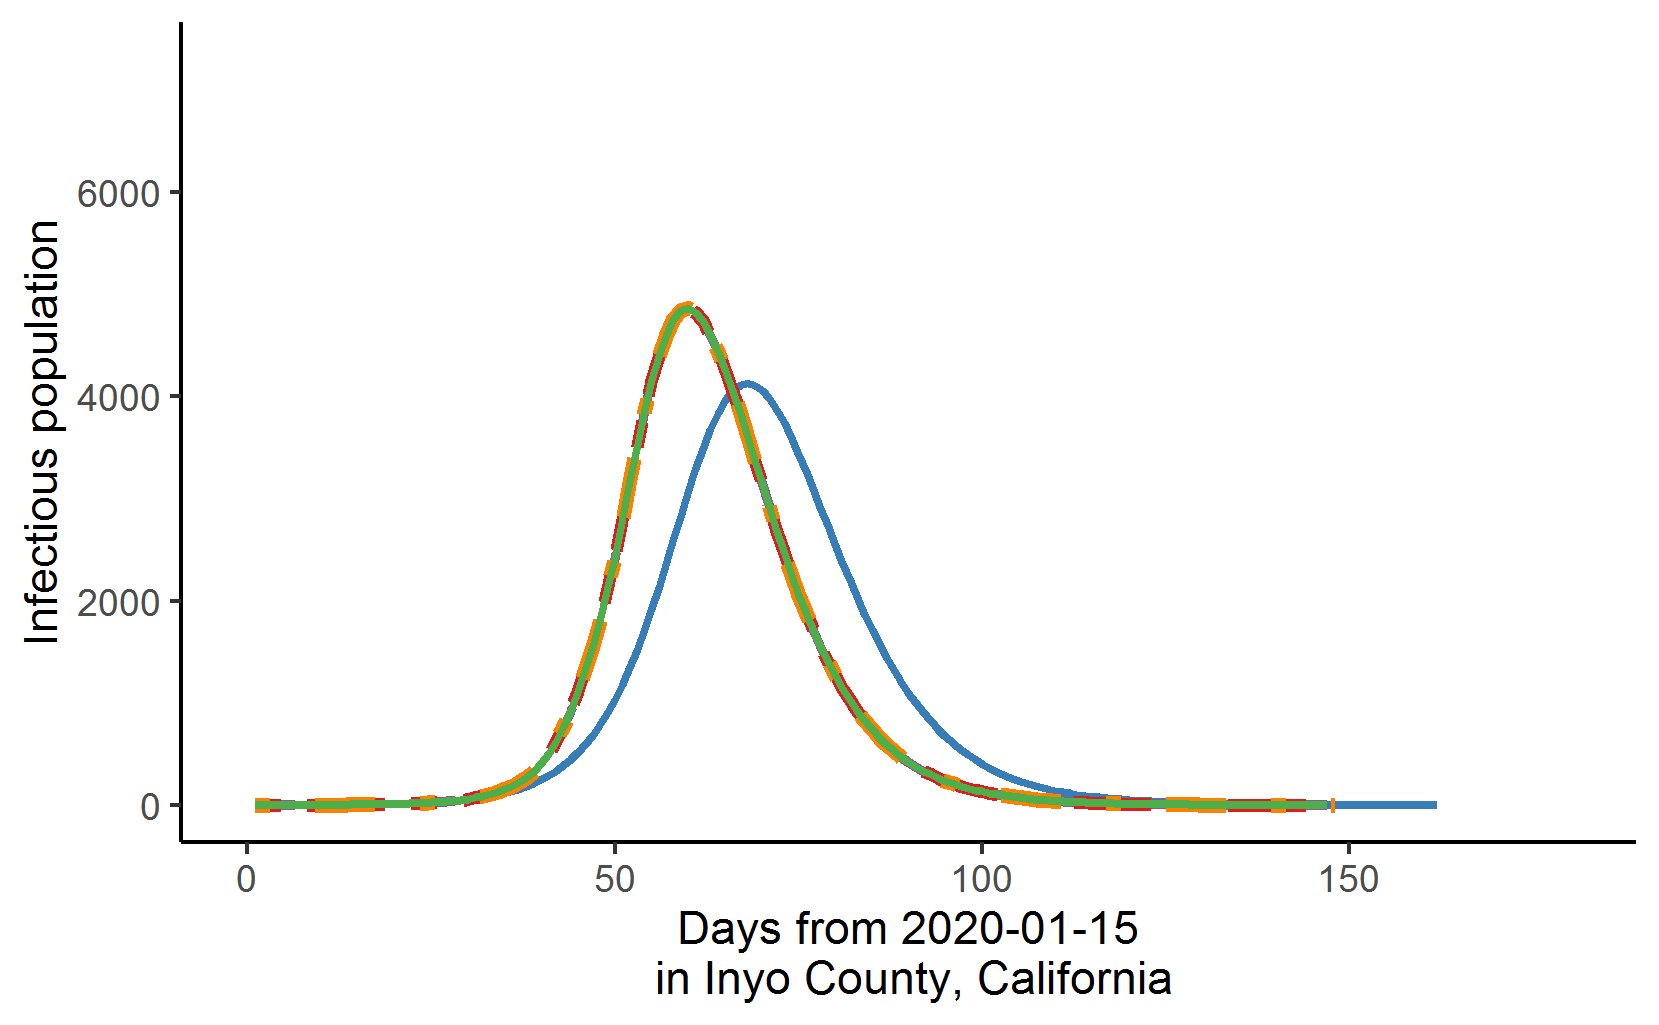 Infectious population
6000
4000
2000
0
0 50 100 150
Days from 2020-01-15
in Inyo County, California